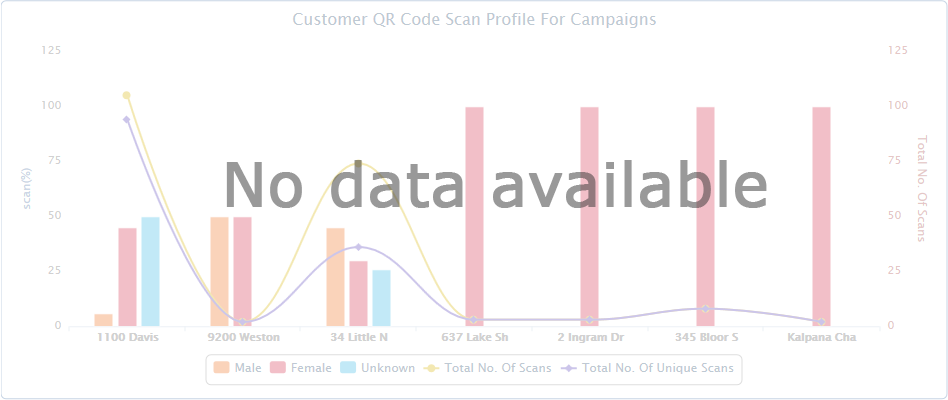 Customer QR Code Scan Profile For Campaigns
125
125
100
100
75
75
50
50
25
25
0
0
scan(%)
Total No. Of Scans
No data available
1100 Davis
9200 Weston
34 Little N
637 Lake Sh
2 Ingram Dr
345 Bloor S
Kalpana Cha
Male Female Unknown Total No. Of Scans Total No. Of Unique Scans